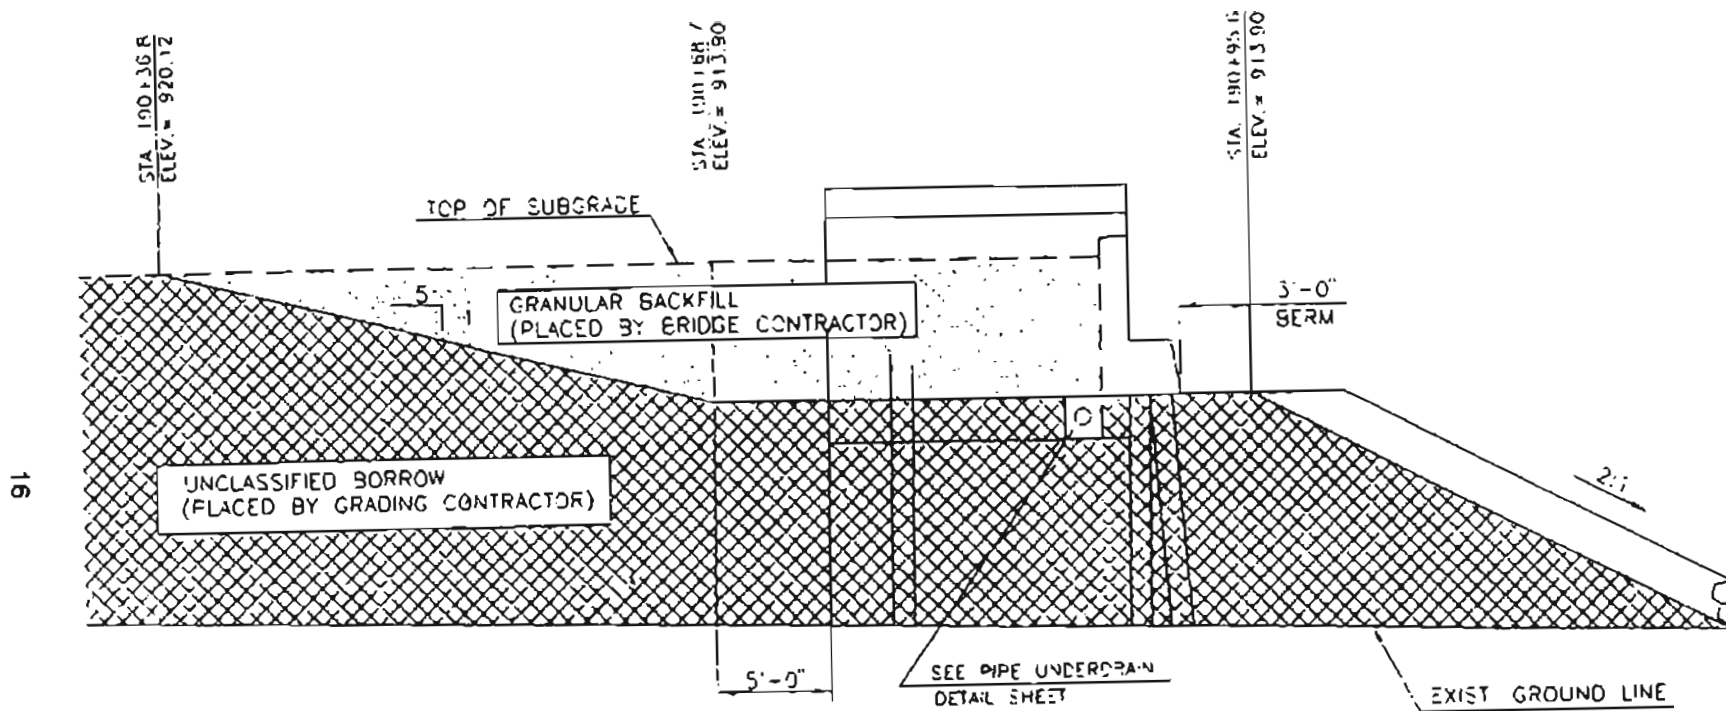 STA. 190+36.8
ELEV. = 920.12
STA. 190+68.7
ELEV. = 913.90
STA. 190+95.
ELEV. = 913.90
TOP OF SUBGRADE
5
GRANULAR BACKFILL
(PLACED BY BRIDGE CONTRACTOR)
3'-0"
BERM
UNCLASSIFIED BORROW
(PLACED BY GRADING CONTRACTOR)
2:1
16
5'-0"
SEE PIPE UNDERDRAIN
DETAIL SHEET
EXIST GROUND LINE